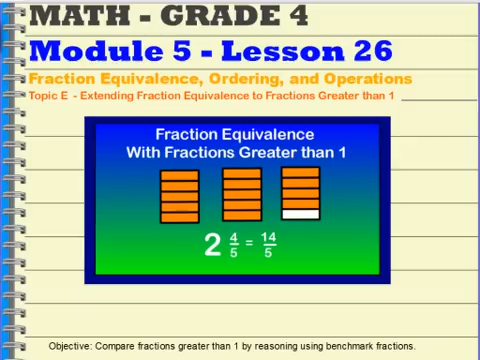 MATH - GRADE 4
Module 5 - Lesson 26
Fraction Equivalence, Ordering, and Operations
Topic E - Extending Fraction Equivalence to Fractions Greater than 1
Fraction Equivalence
With Fractions Greater than 1
2 4/5 = 14/5
Objective: Compare fractions greater than 1 by reasoning using benchmark fractions.